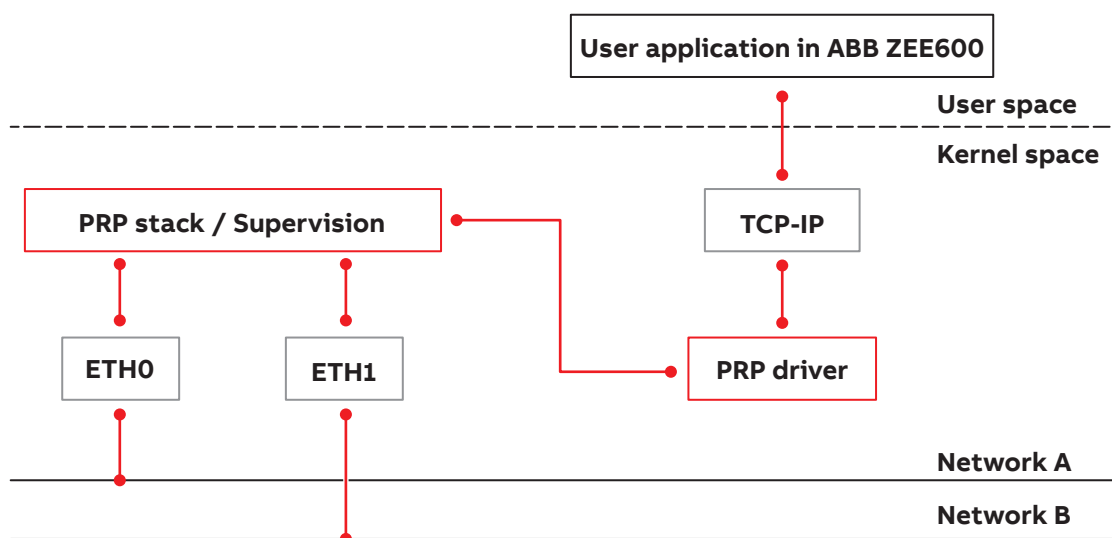 User application in ABB ZEE600
User space
Kernel space
PRP stack / Supervision
TCP-IP
ETH0
ETH1
PRP driver
Network A
Network B